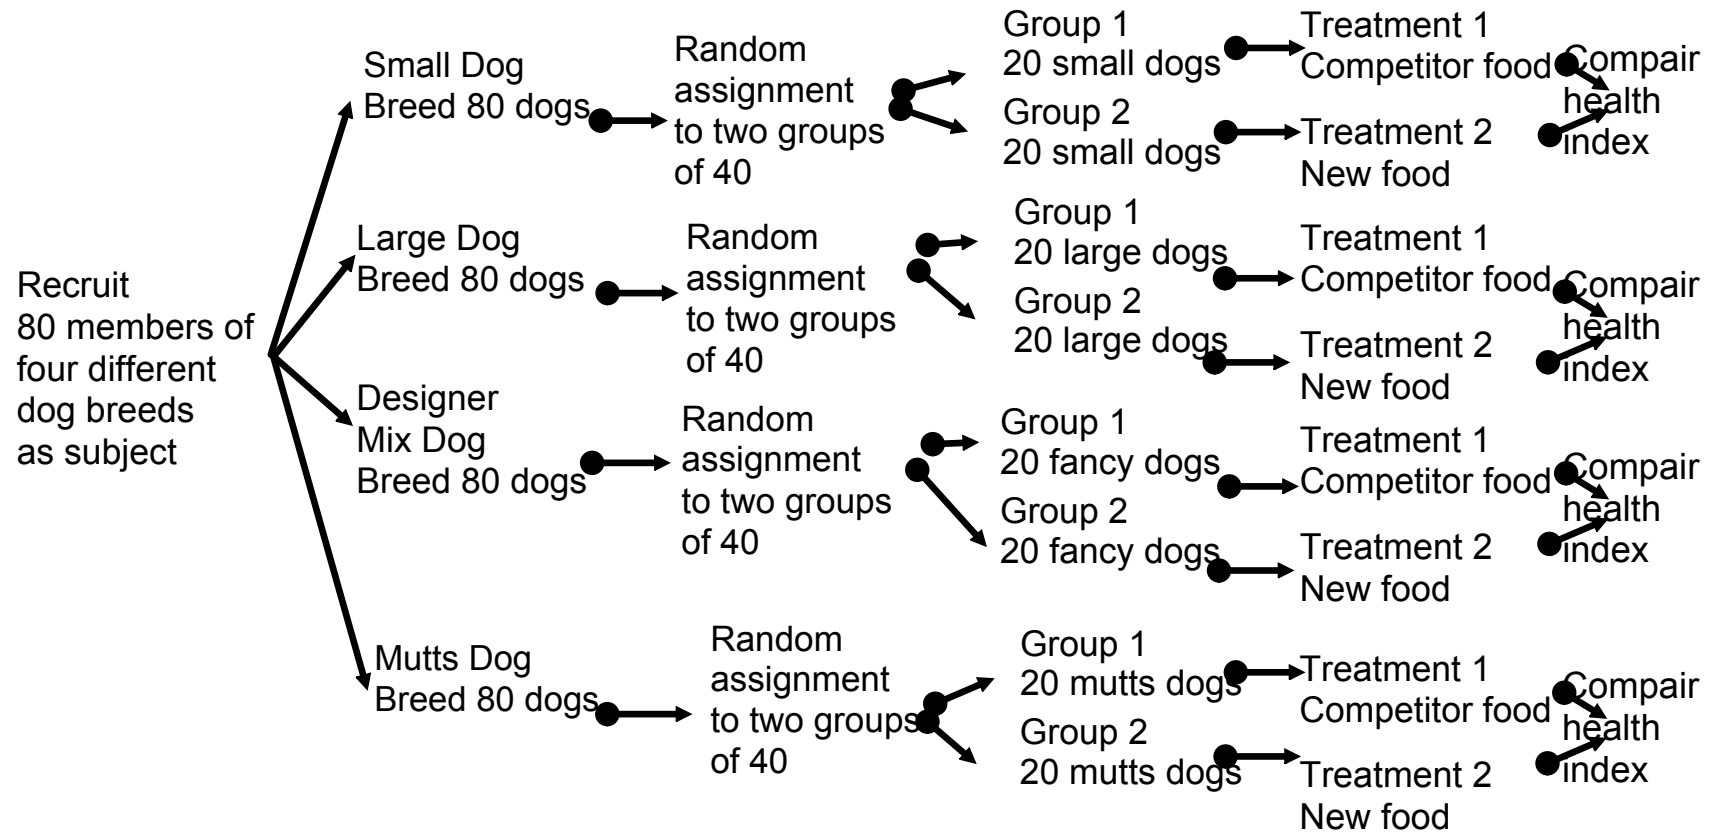 Recruit
80 members of
four different
dog breeds
as subject
Small Dog
Breed 80 dogs
Random
assignment
to two groups
of 40
Group 1
20 small dogs
Group 2
20 small dogs
Treatment 1
Competitor food
Treatment 2
New food
Compair
health
index
Large Dog
Breed 80 dogs
Random
assignment
to two groups
of 40
Group 1
20 large dogs
Group 2
20 large dogs
Treatment 1
Competitor food
Treatment 2
New food
Compair
health
index
Designer
Mix Dog
Breed 80 dogs
Random
assignment
to two groups
of 40
Group 1
20 fancy dogs
Group 2
20 fancy dogs
Treatment 1
Competitor food
Treatment 2
New food
Compair
health
index
Mutts Dog
Breed 80 dogs
Random
assignment
to two groups
of 40
Group 1
20 mutts dogs
Group 2
20 mutts dogs
Treatment 1
Competitor food
Treatment 2
New food
Compair
health
index